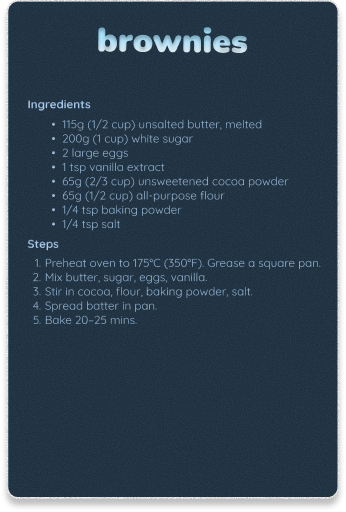 brownies
Ingredients
• 115g (1/2 cup) unsalted butter, melted
• 200g (1 cup) white sugar
• 2 large eggs
• 1 tsp vanilla extract
• 65g (2/3 cup) unsweetened cocoa powder
• 65g (1/2 cup) all-purpose flour
• 1/4 tsp baking powder
• 1/4 tsp salt
Steps
1. Preheat oven to 175°C (350°F). Grease a square pan.
2. Mix butter, sugar, eggs, vanilla.
3. Stir in cocoa, flour, baking powder, salt.
4. Spread batter in pan.
5. Bake 20–25 mins.